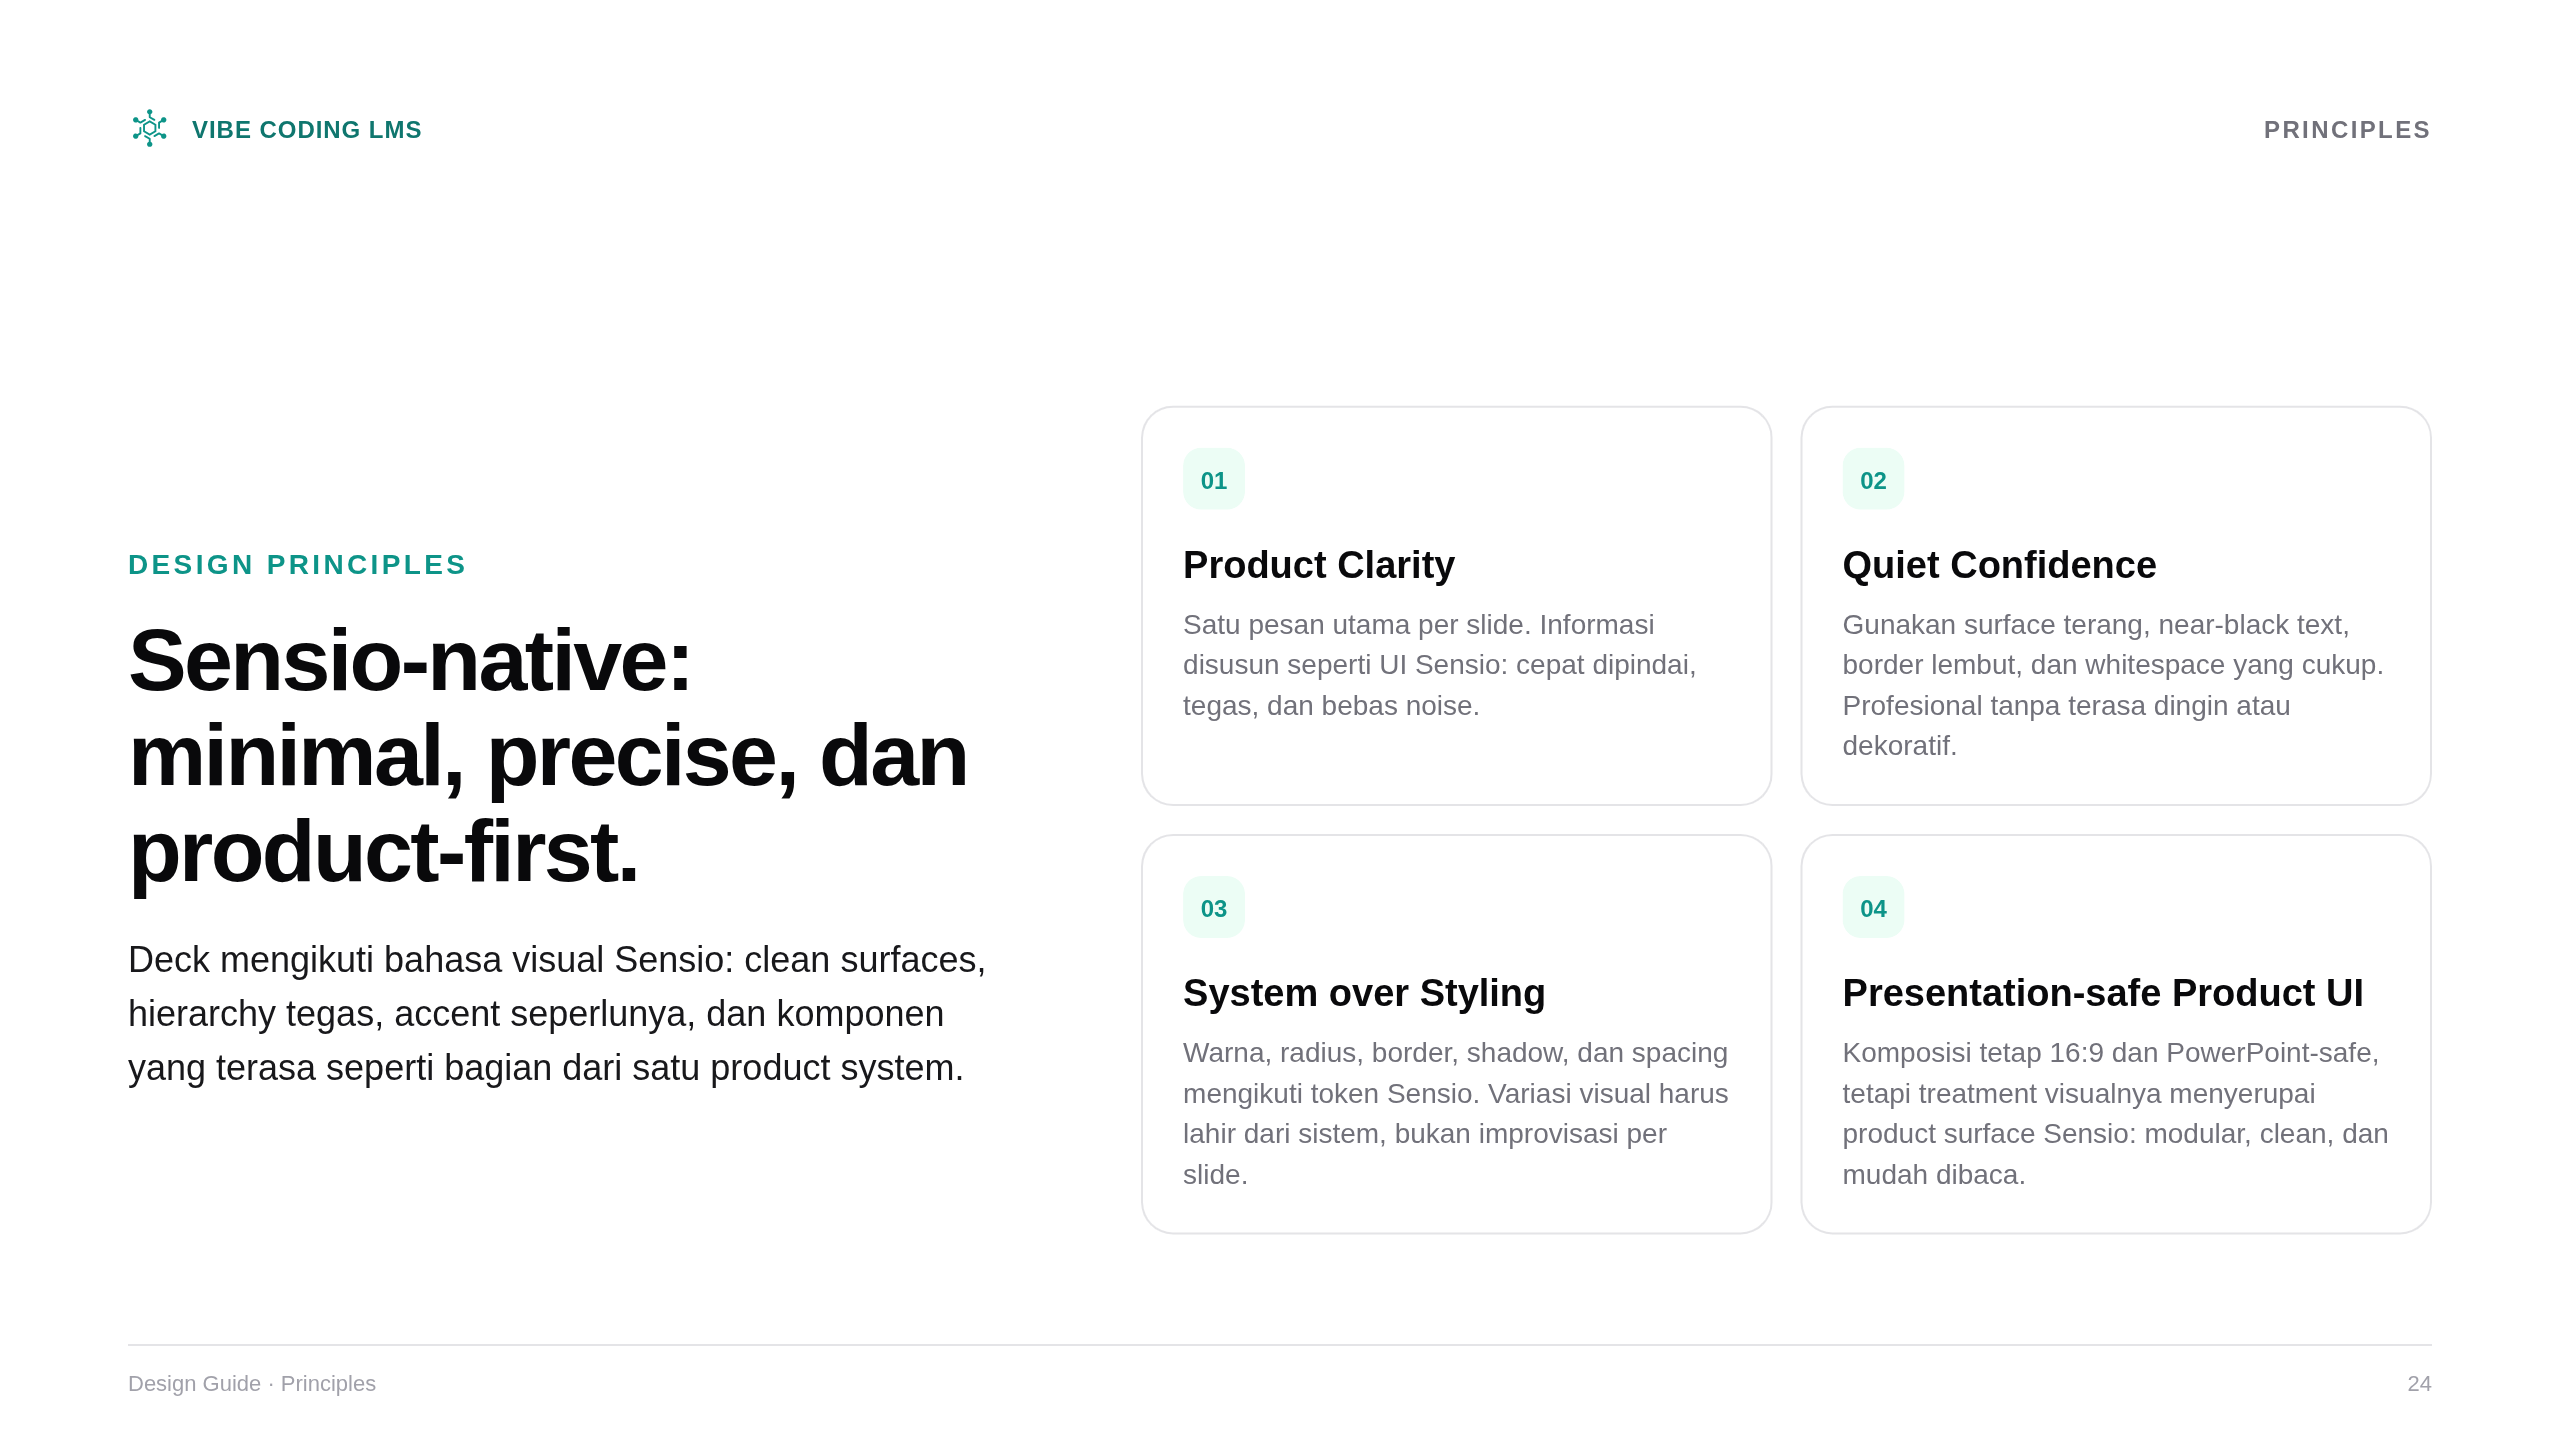 VIBE CODING LMS
PRINCIPLES
DESIGN PRINCIPLES
Sensio-native:
minimal, precise, dan
product-first.
Deck mengikuti bahasa visual Sensio: clean surfaces,
hierarchy tegas, accent seperlunya, dan komponen
yang terasa seperti bagian dari satu product system.
01
Product Clarity
Satu pesan utama per slide. Informasi
disusun seperti UI Sensio: cepat dipindai,
tegas, dan bebas noise.
02
Quiet Confidence
Gunakan surface terang, near-black text,
border lembut, dan whitespace yang cukup.
Profesional tanpa terasa dingin atau
dekoratif.
03
System over Styling
Warna, radius, border, shadow, dan spacing
mengikuti token Sensio. Variasi visual harus
lahir dari sistem, bukan improvisasi per
slide.
04
Presentation-safe Product UI
Komposisi tetap 16:9 dan PowerPoint-safe,
tetapi treatment visualnya menyerupai
product surface Sensio: modular, clean, dan
mudah dibaca.
Design Guide · Principles
24